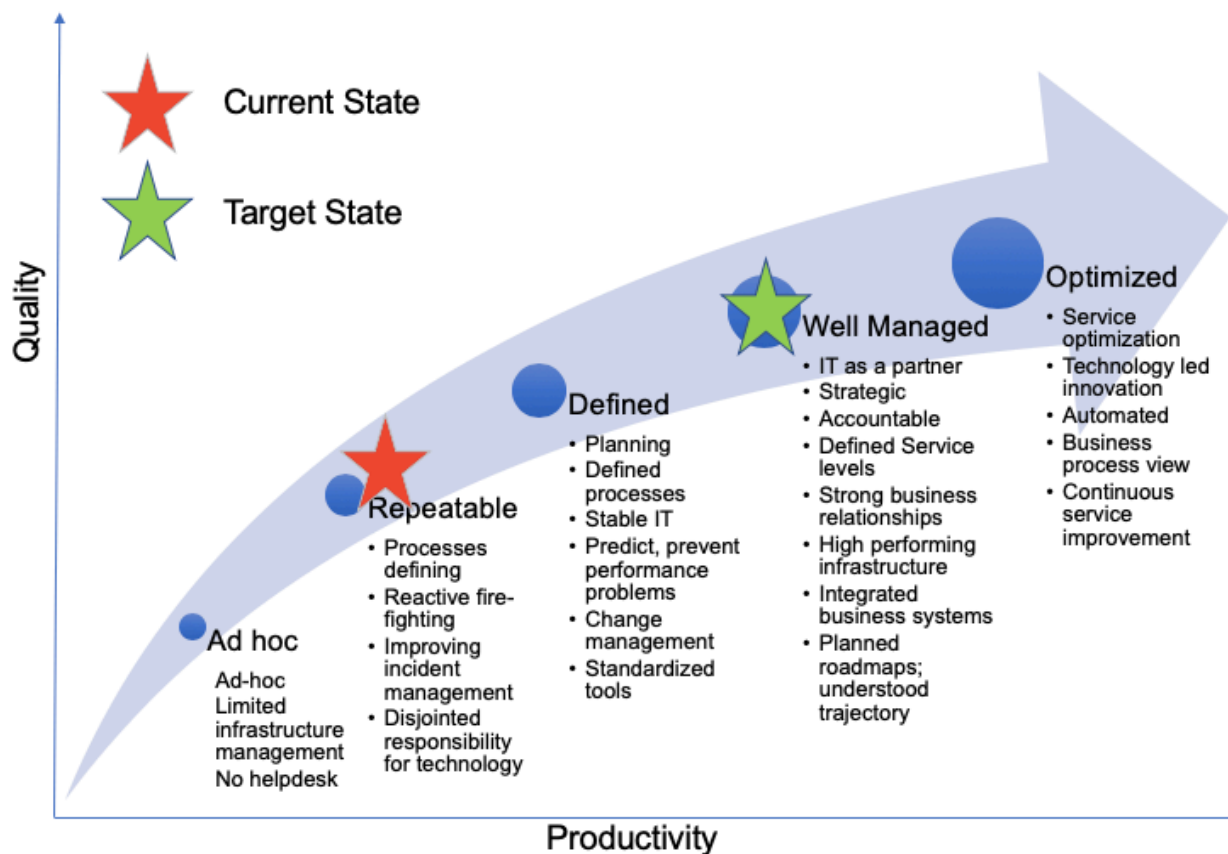 Current State
Target State
Quality
Ad hoc
Ad-hoc
Limited
infrastructure
management
No helpdesk
Repeatable
• Processes
defining
• Reactive fire-
fighting
• Improving
incident
management
• Disjointed
responsibility
for technology
Defined
• Planning
• Defined
processes
• Stable IT
• Predict, prevent
performance
problems
• Change
management
• Standardized
tools
Well Managed
• IT as a partner
• Strategic
• Accountable
• Defined Service
levels
• Strong business
relationships
• High performing
infrastructure
• Integrated
business systems
• Planned
roadmaps;
understood
trajectory
Optimized
• Service
optimization
• Technology led
innovation
• Automated
• Business
process view
• Continuous
service
improvement
Productivity